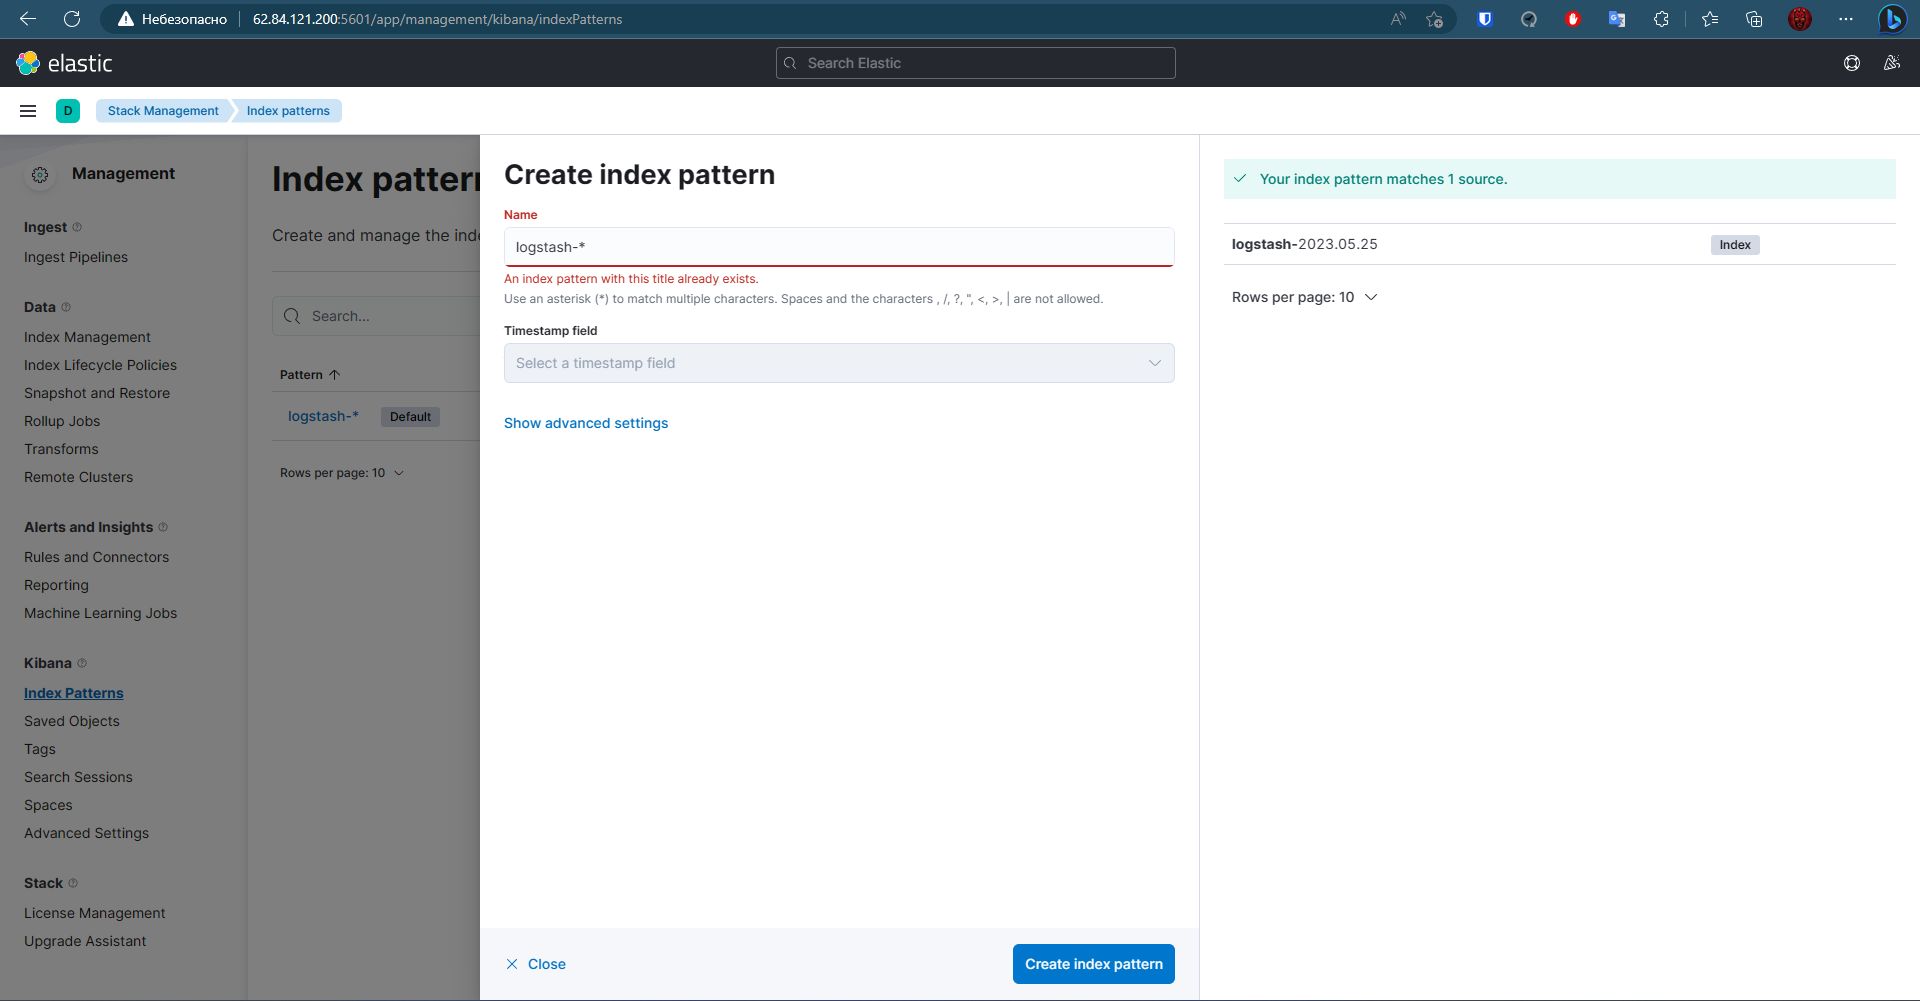 Небезопасно
62.84.121.200:5601/app/management/kibana/indexPatterns
elastic
Search Elastic
D
Stack Management
Index patterns
Management
Ingest
Ingest Pipelines
Data
Index Management
Index Lifecycle Policies
Snapshot and Restore
Rollup Jobs
Transforms
Remote Clusters
Alerts and Insights
Rules and Connectors
Reporting
Machine Learning Jobs
Kibana
Index Patterns
Saved Objects
Tags
Search Sessions
Spaces
Advanced Settings
Stack
License Management
Upgrade Assistant
Index patter
Create and manage the ind
Search...
Pattern
logstash-* Default
Rows per page: 10
Create index pattern
Name
logstash-*
An index pattern with this title already exists.
Use an asterisk (*) to match multiple characters. Spaces and the characters , /, ?, ", <, >, | are not allowed.
Timestamp field
Select a timestamp field
Show advanced settings
Close
Create index pattern
Your index pattern matches 1 source.
logstash-2023.05.25 Index
Rows per page: 10